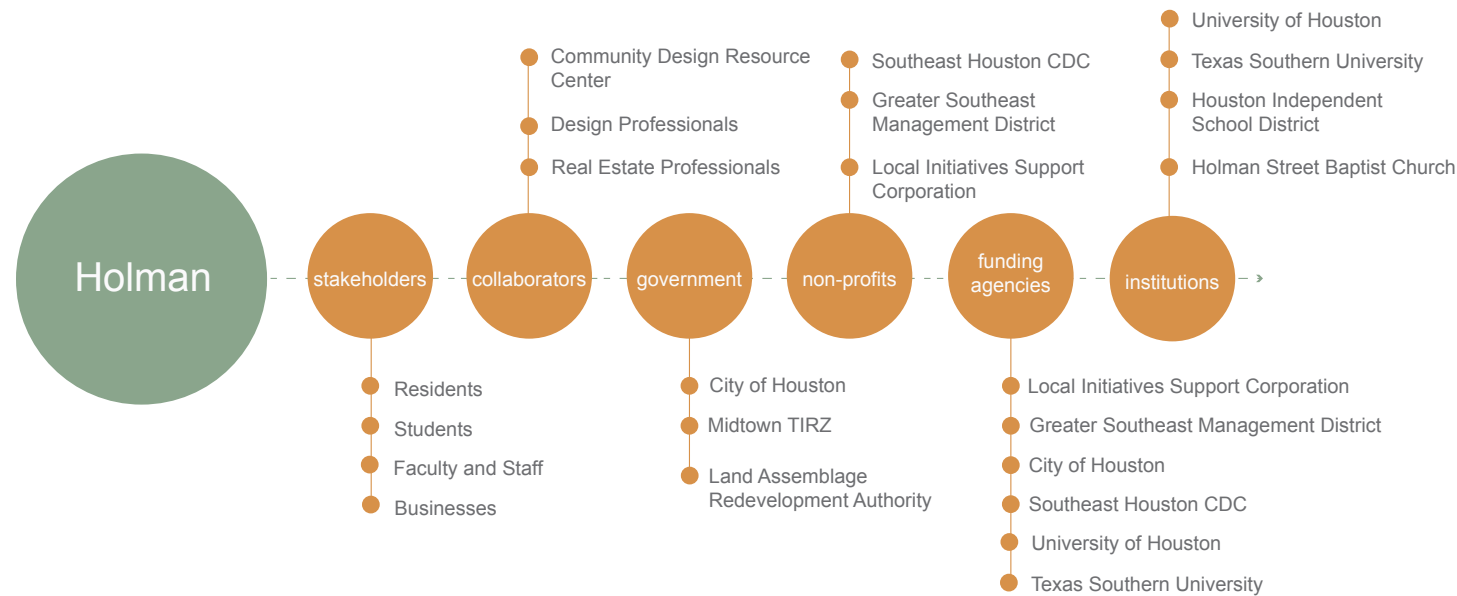 Holman
stakeholders
Residents
Students
Faculty and Staff
Businesses
collaborators
Community Design Resource
Center
Design Professionals
Real Estate Professionals
government
City of Houston
Midtown TIRZ
Land Assemblage
Redevelopment Authority
non-profits
Southeast Houston CDC
Greater Southeast
Management District
Local Initiatives Support
Corporation
funding
agencies
Local Initiatives Support Corporation
Greater Southeast Management District
City of Houston
Southeast Houston CDC
University of Houston
Texas Southern University
institutions
University of Houston
Texas Southern University
Houston Independent
School District
Holman Street Baptist Church